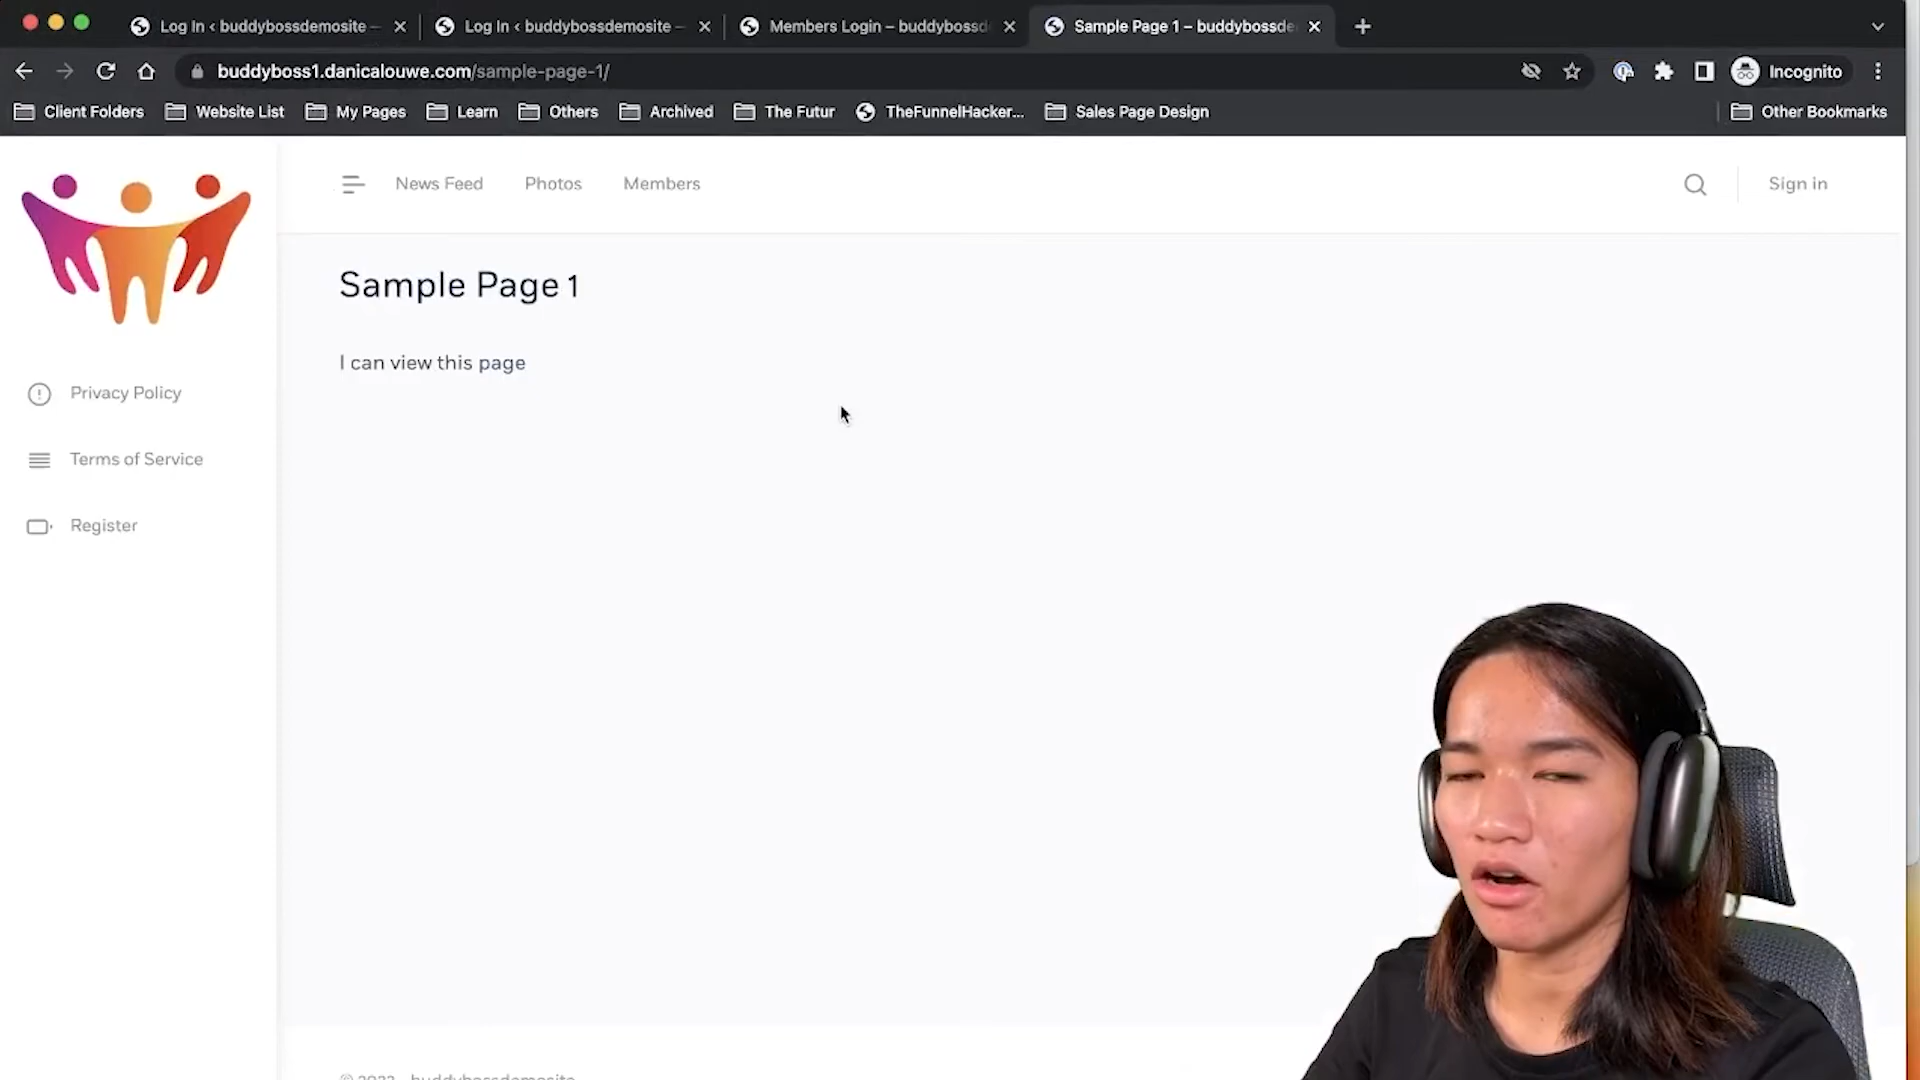 Log In ‹ buddybossdemosite —
Log In ‹ buddybossdemosite —
Members Login – buddybossd
Sample Page 1 – buddybossde
buddyboss1.danicalouwe.com/sample-page-1/
Incognito
Client Folders
Website List
My Pages
Learn
Others
Archived
The Futur
TheFunnelHacker...
Sales Page Design
Other Bookmarks
News Feed
Photos
Members
Sign in
Sample Page 1
I can view this page
Privacy Policy
Terms of Service
Register